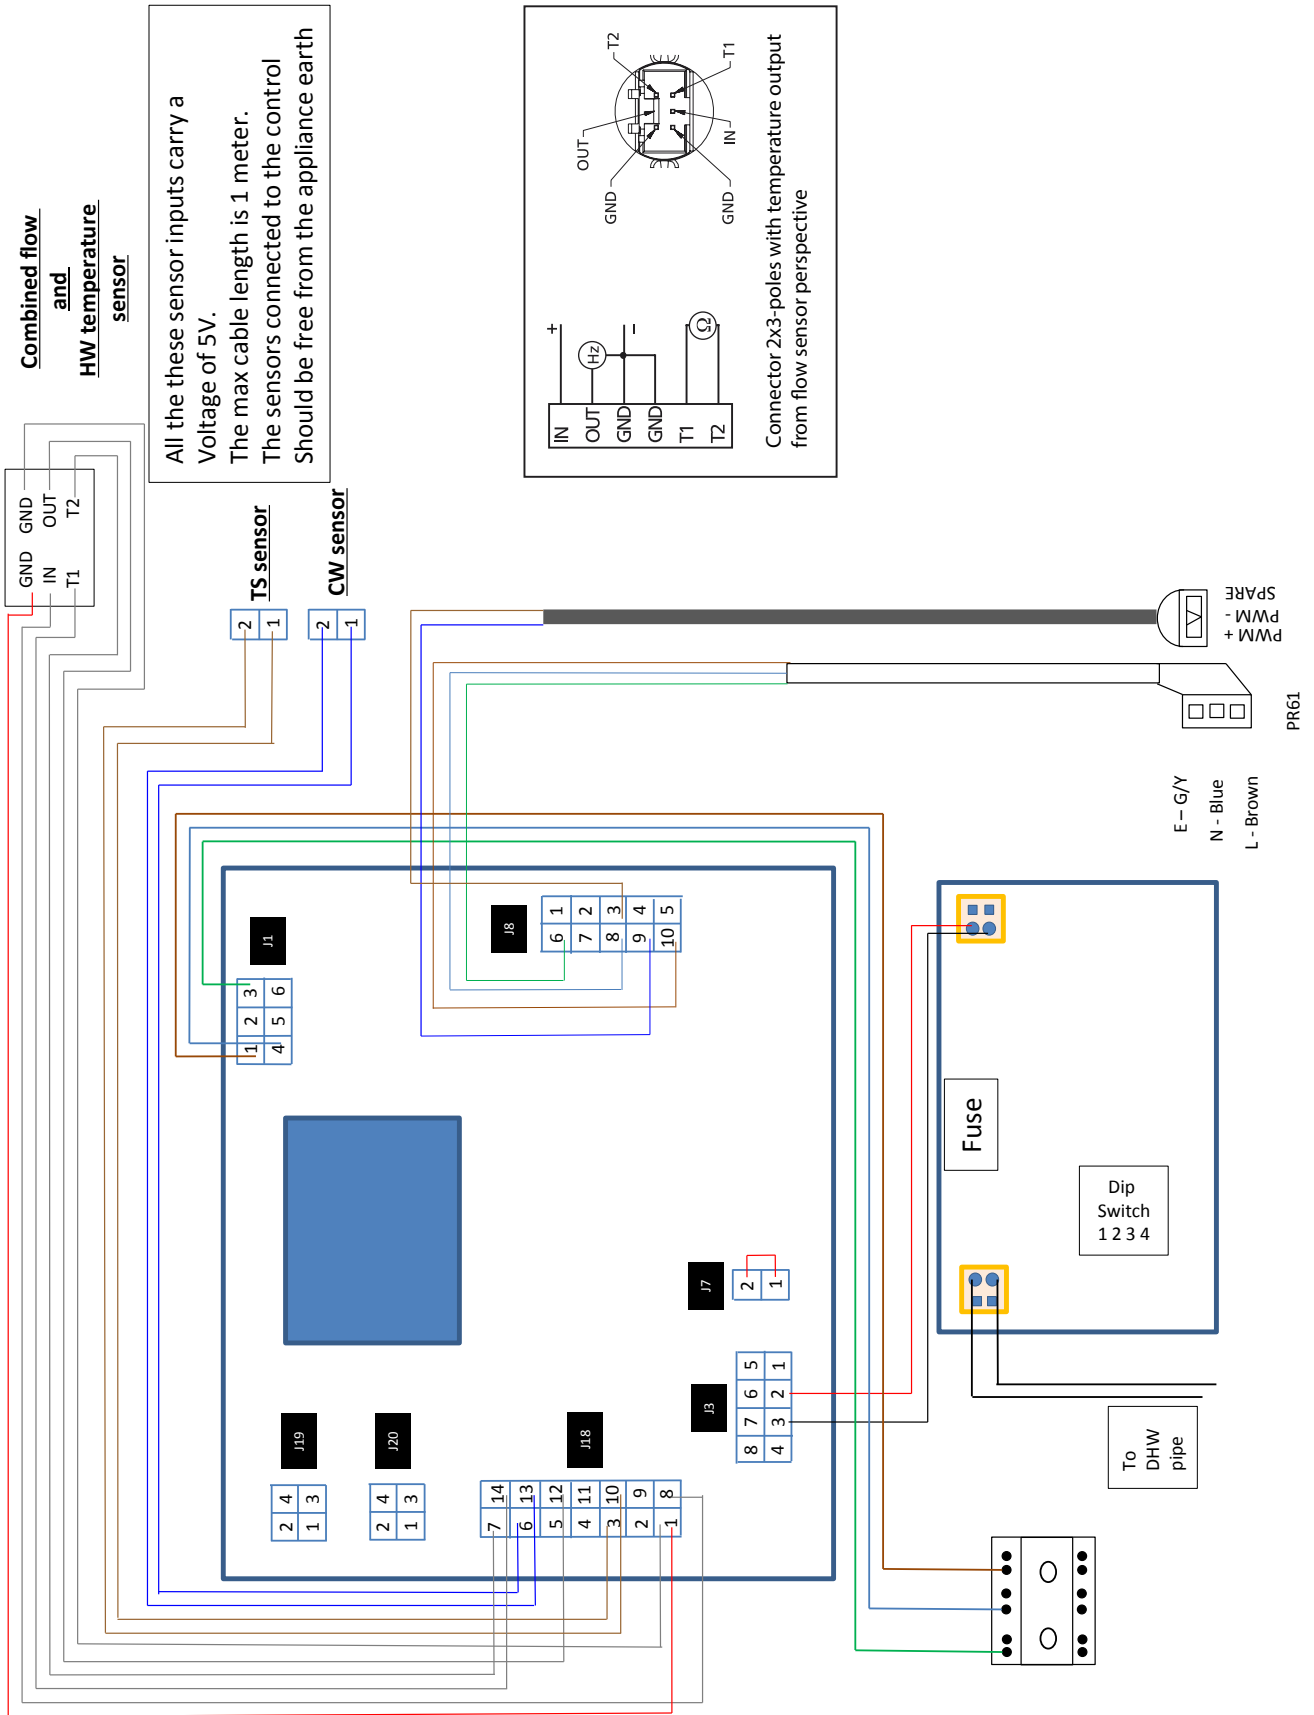 Combined flow
and
HW temperature
sensor
GND GND
IN OUT
T1 T2
All the these sensor inputs carry a
Voltage of 5V.
The max cable length is 1 meter.
The sensors connected to the control
Should be free from the appliance earth
TS sensor
2
1
CW sensor
2
1
T2
T1
OUT
IN
GND
GND
IN
OUT
GND
GND
T1
T2
+
Hz
−
Ω
Connector 2x3-poles with temperature output
from flow sensor perspective
SPARE
PWM -
PWM +
PR61
E – G/Y
N - Blue
L - Brown
J1
1 2 3
4 5 6
J8
6 1
7 2
8 3
9 4
10 5
J7
2
1
J3
8 7 6 5
4 3 2 1
J19
2 4
1 3
J20
2 4
1 3
J18
7 14
6 13
5 12
4 11
3 10
2 9
1 8
Fuse
Dip
Switch
1 2 3 4
To
DHW
pipe